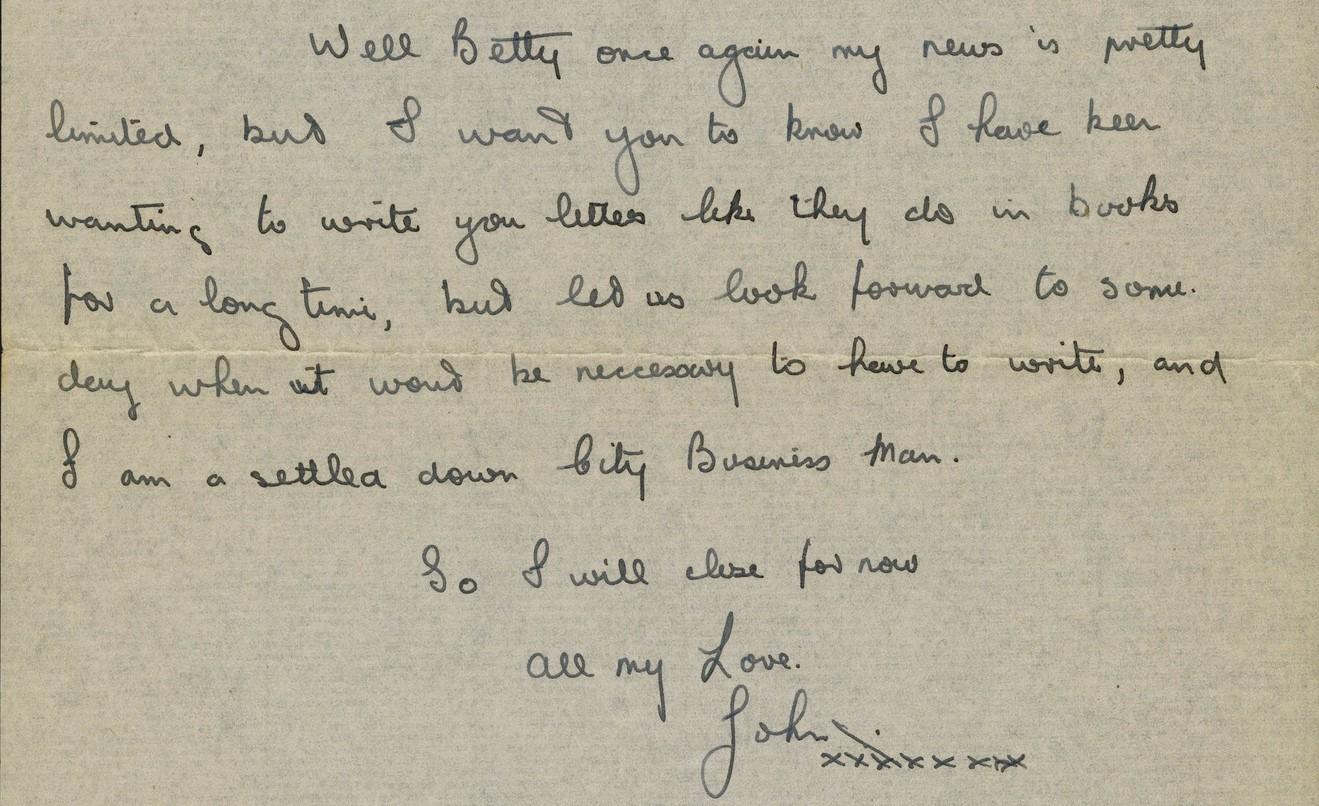 Well Betty once again my news is pretty
limited, but I want you to know I have been
wanting to write you letters like they do in books
for a long time, but let us look forward to some.
day when it wont be neccessary to have to write, and
I am a settled down City Business Man.
So I will close for now
All my Love.
John.
xxxxxxxxx